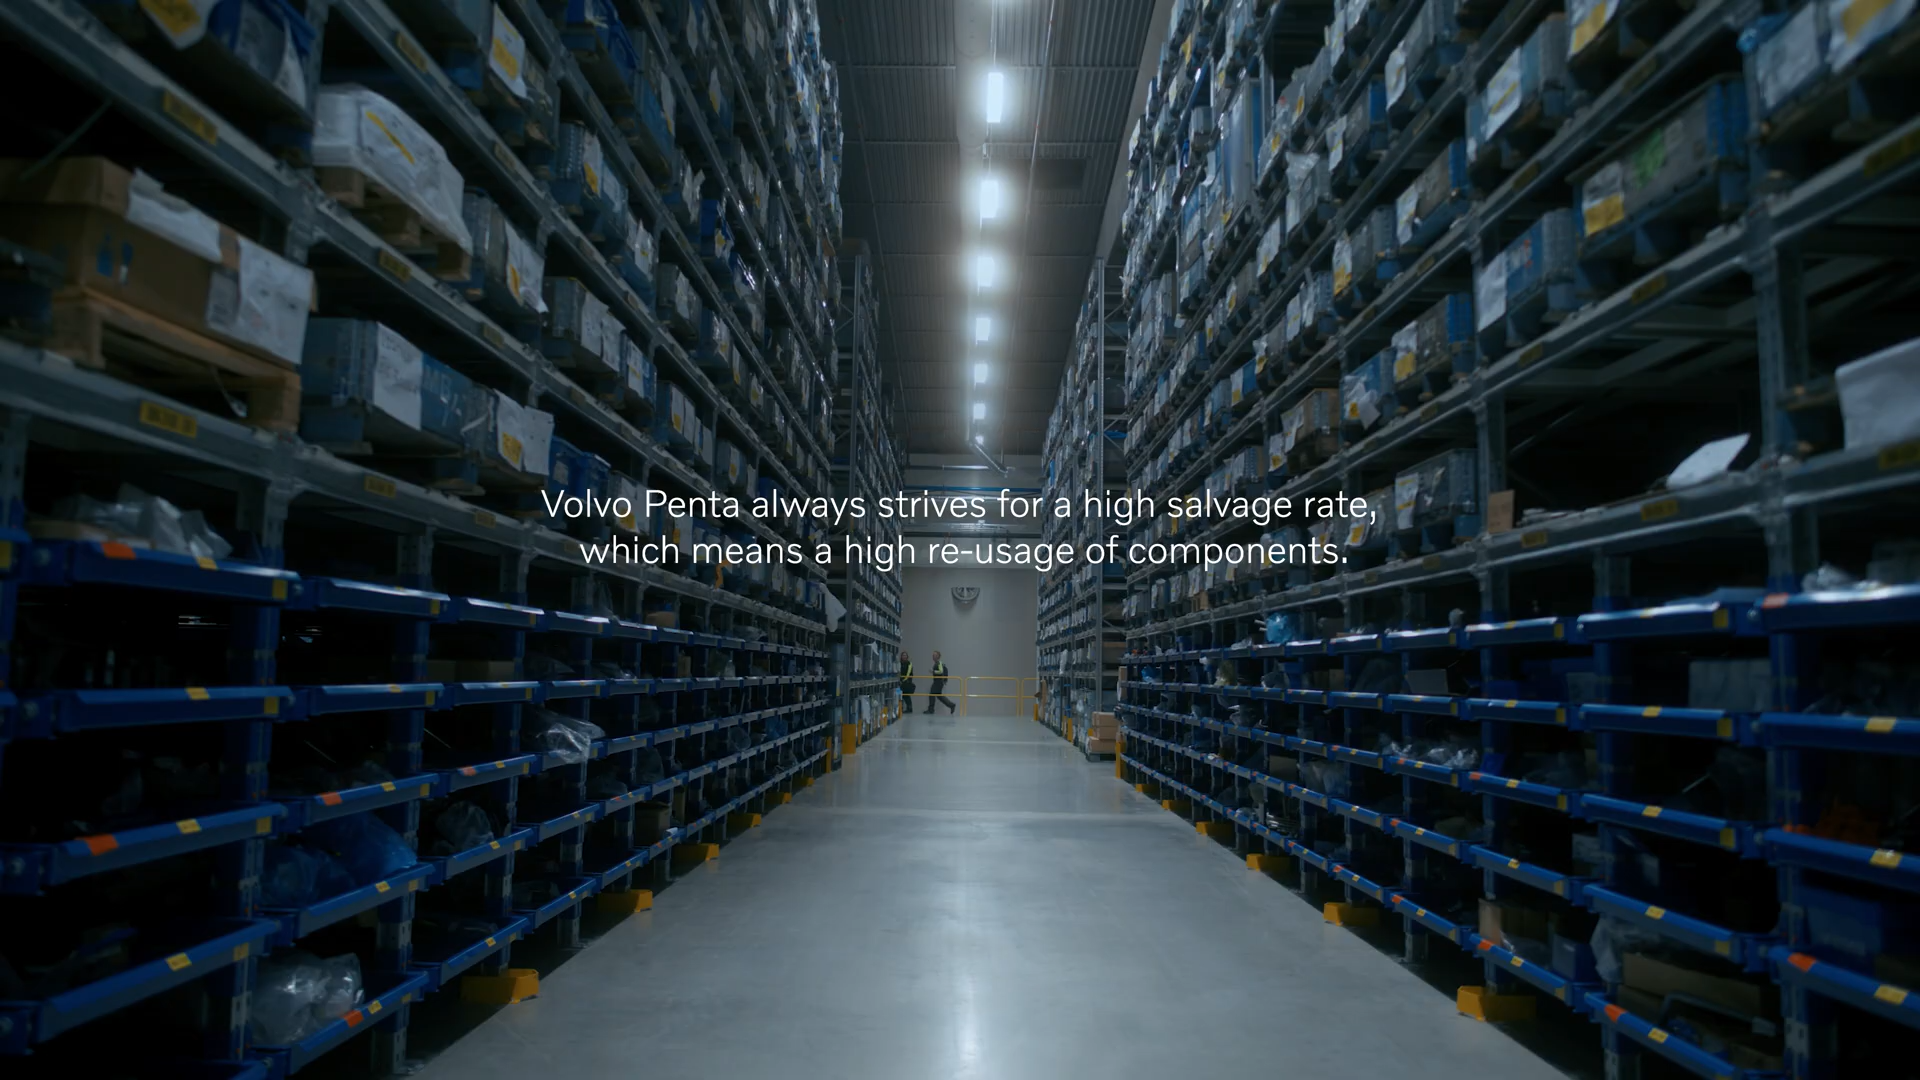 Volvo Penta always strives for a high salvage rate,
which means a high re-usage of components.